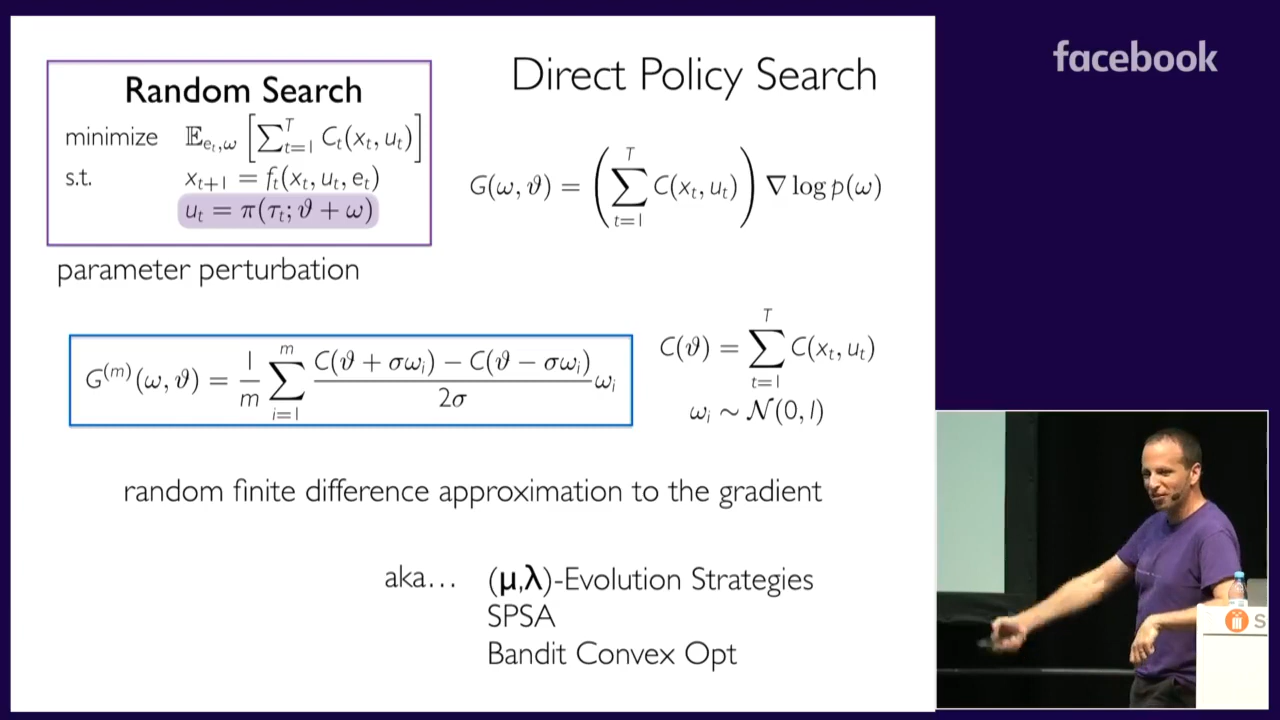 facebook
Direct Policy Search
Random Search
minimize 𝔼_{e_t,ω} [∑_{t=1}^{T} C_t(x_t, u_t)]
s.t. x_{t+1} = f_t(x_t, u_t, e_t)
u_t = π(τ_t; ϑ + ω)
parameter perturbation
G(ω, ϑ) = (∑_{t=1}^{T} C(x_t, u_t)) ∇ log p(ω)
G^{(m)}(ω, ϑ) = \frac{1}{m} ∑_{i=1}^{m} \frac{C(ϑ + σω_i) − C(ϑ − σω_i)}{2σ} ω_i
C(ϑ) = ∑_{t=1}^{T} C(x_t, u_t)
ω_i ~ 𝒩(0, I)
random finite difference approximation to the gradient
aka… (μ,λ)-Evolution Strategies
SPSA
Bandit Convex Opt
S